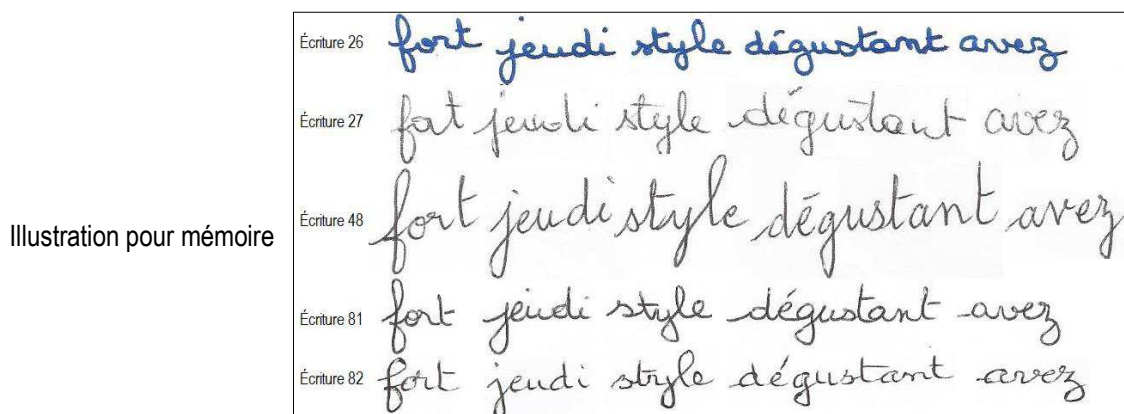 Écriture 26 fort jeudi style dégustant avez
Écriture 27 fort jeudi style dégustant avez
Illustration pour mémoire
Écriture 48 fort jeudi style dégustant avez
Écriture 81 fort jeudi style dégustant avez
Écriture 82 fort jeudi style dégustant avez